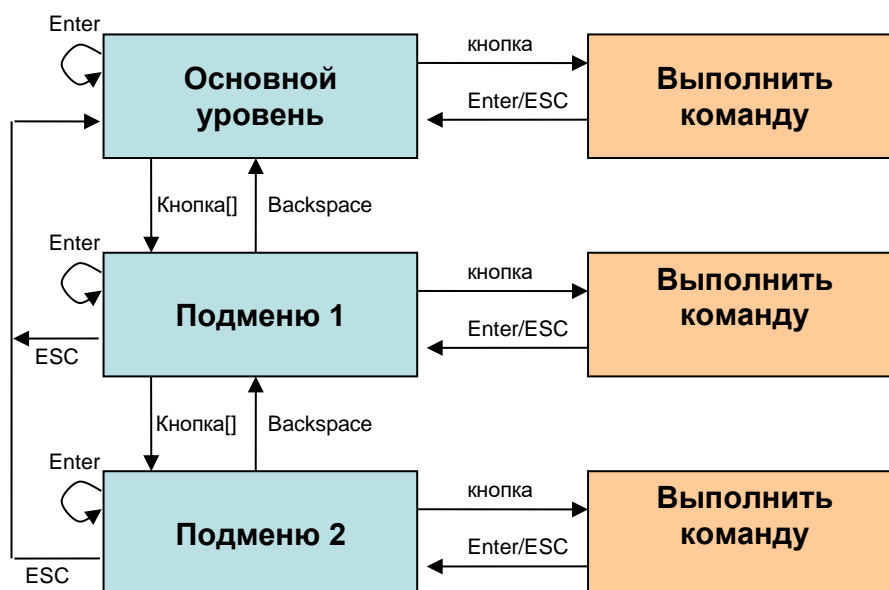 Enter
кнопка
Основной
уровень
Выполнить
команду
Enter/ESC
Кнопка[]
Backspace
Enter
кнопка
Подменю 1
Выполнить
команду
Enter/ESC
ESC
Кнопка[]
Backspace
Enter
кнопка
Подменю 2
Выполнить
команду
Enter/ESC
ESC